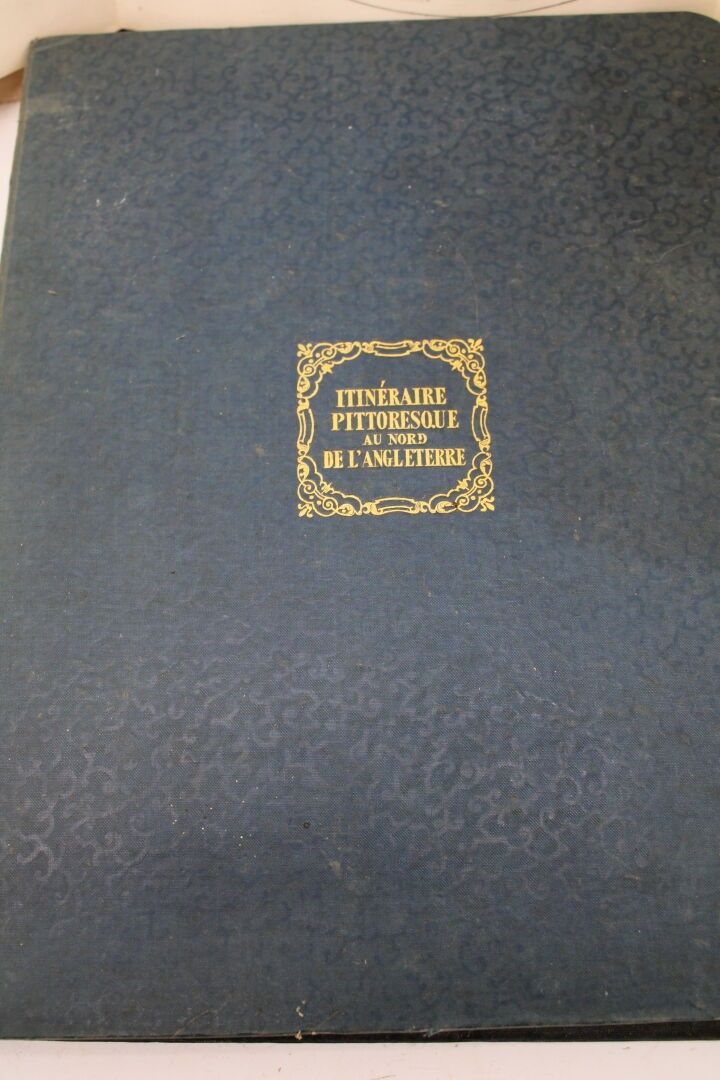 ITINÉRAIRE
PITTORESQUE
AU NORD
DE L'ANGLETERRE